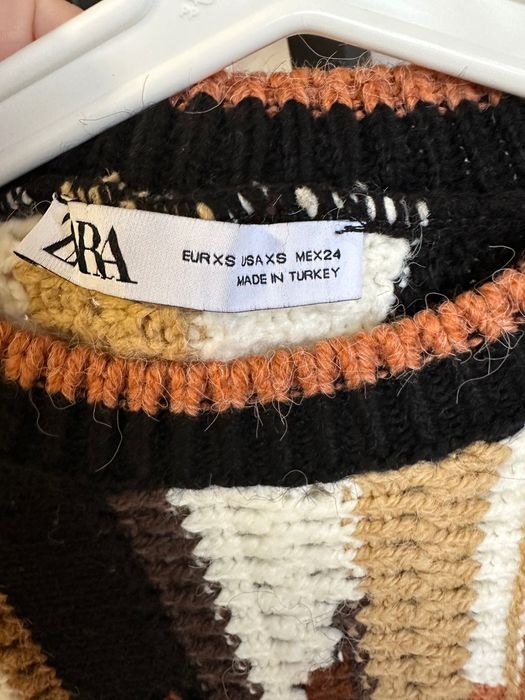 ZARA
EUR XS USA XS MEX 24
MADE IN TURKEY